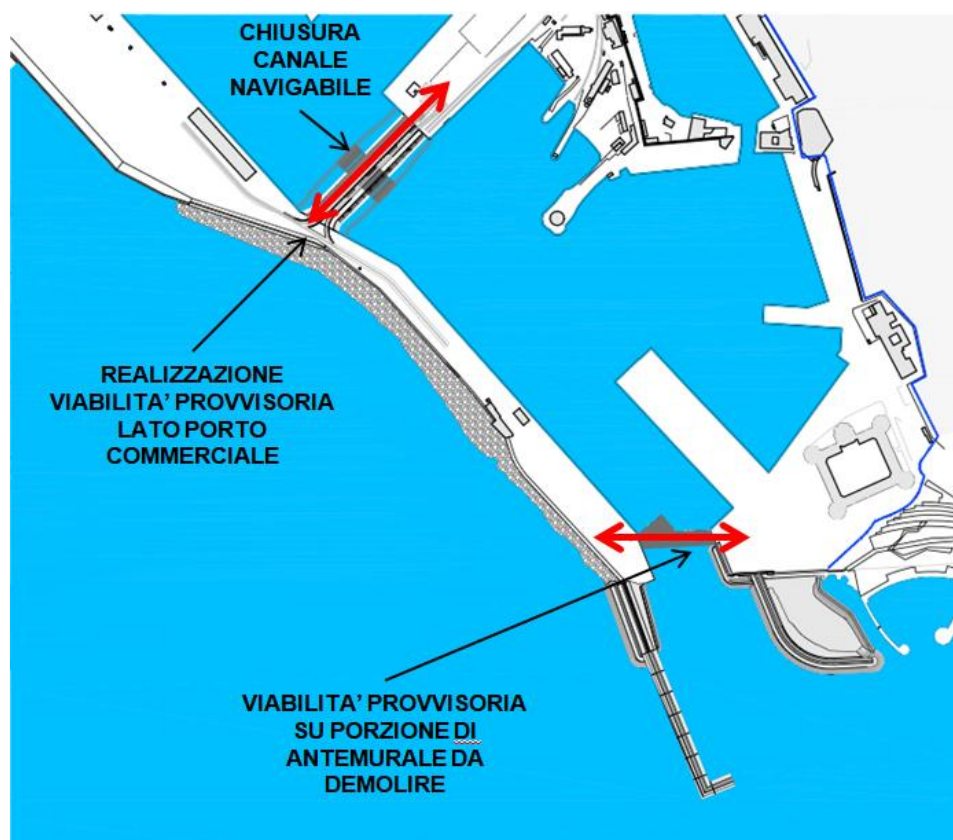 CHIUSURA
CANALE
NAVIGABILE
REALIZZAZIONE
VIABILITA’ PROVVISORIA
LATO PORTO
COMMERCIALE
VIABILITA’ PROVVISORIA
SU PORZIONE DI
ANTEMURALE DA
DEMOLIRE